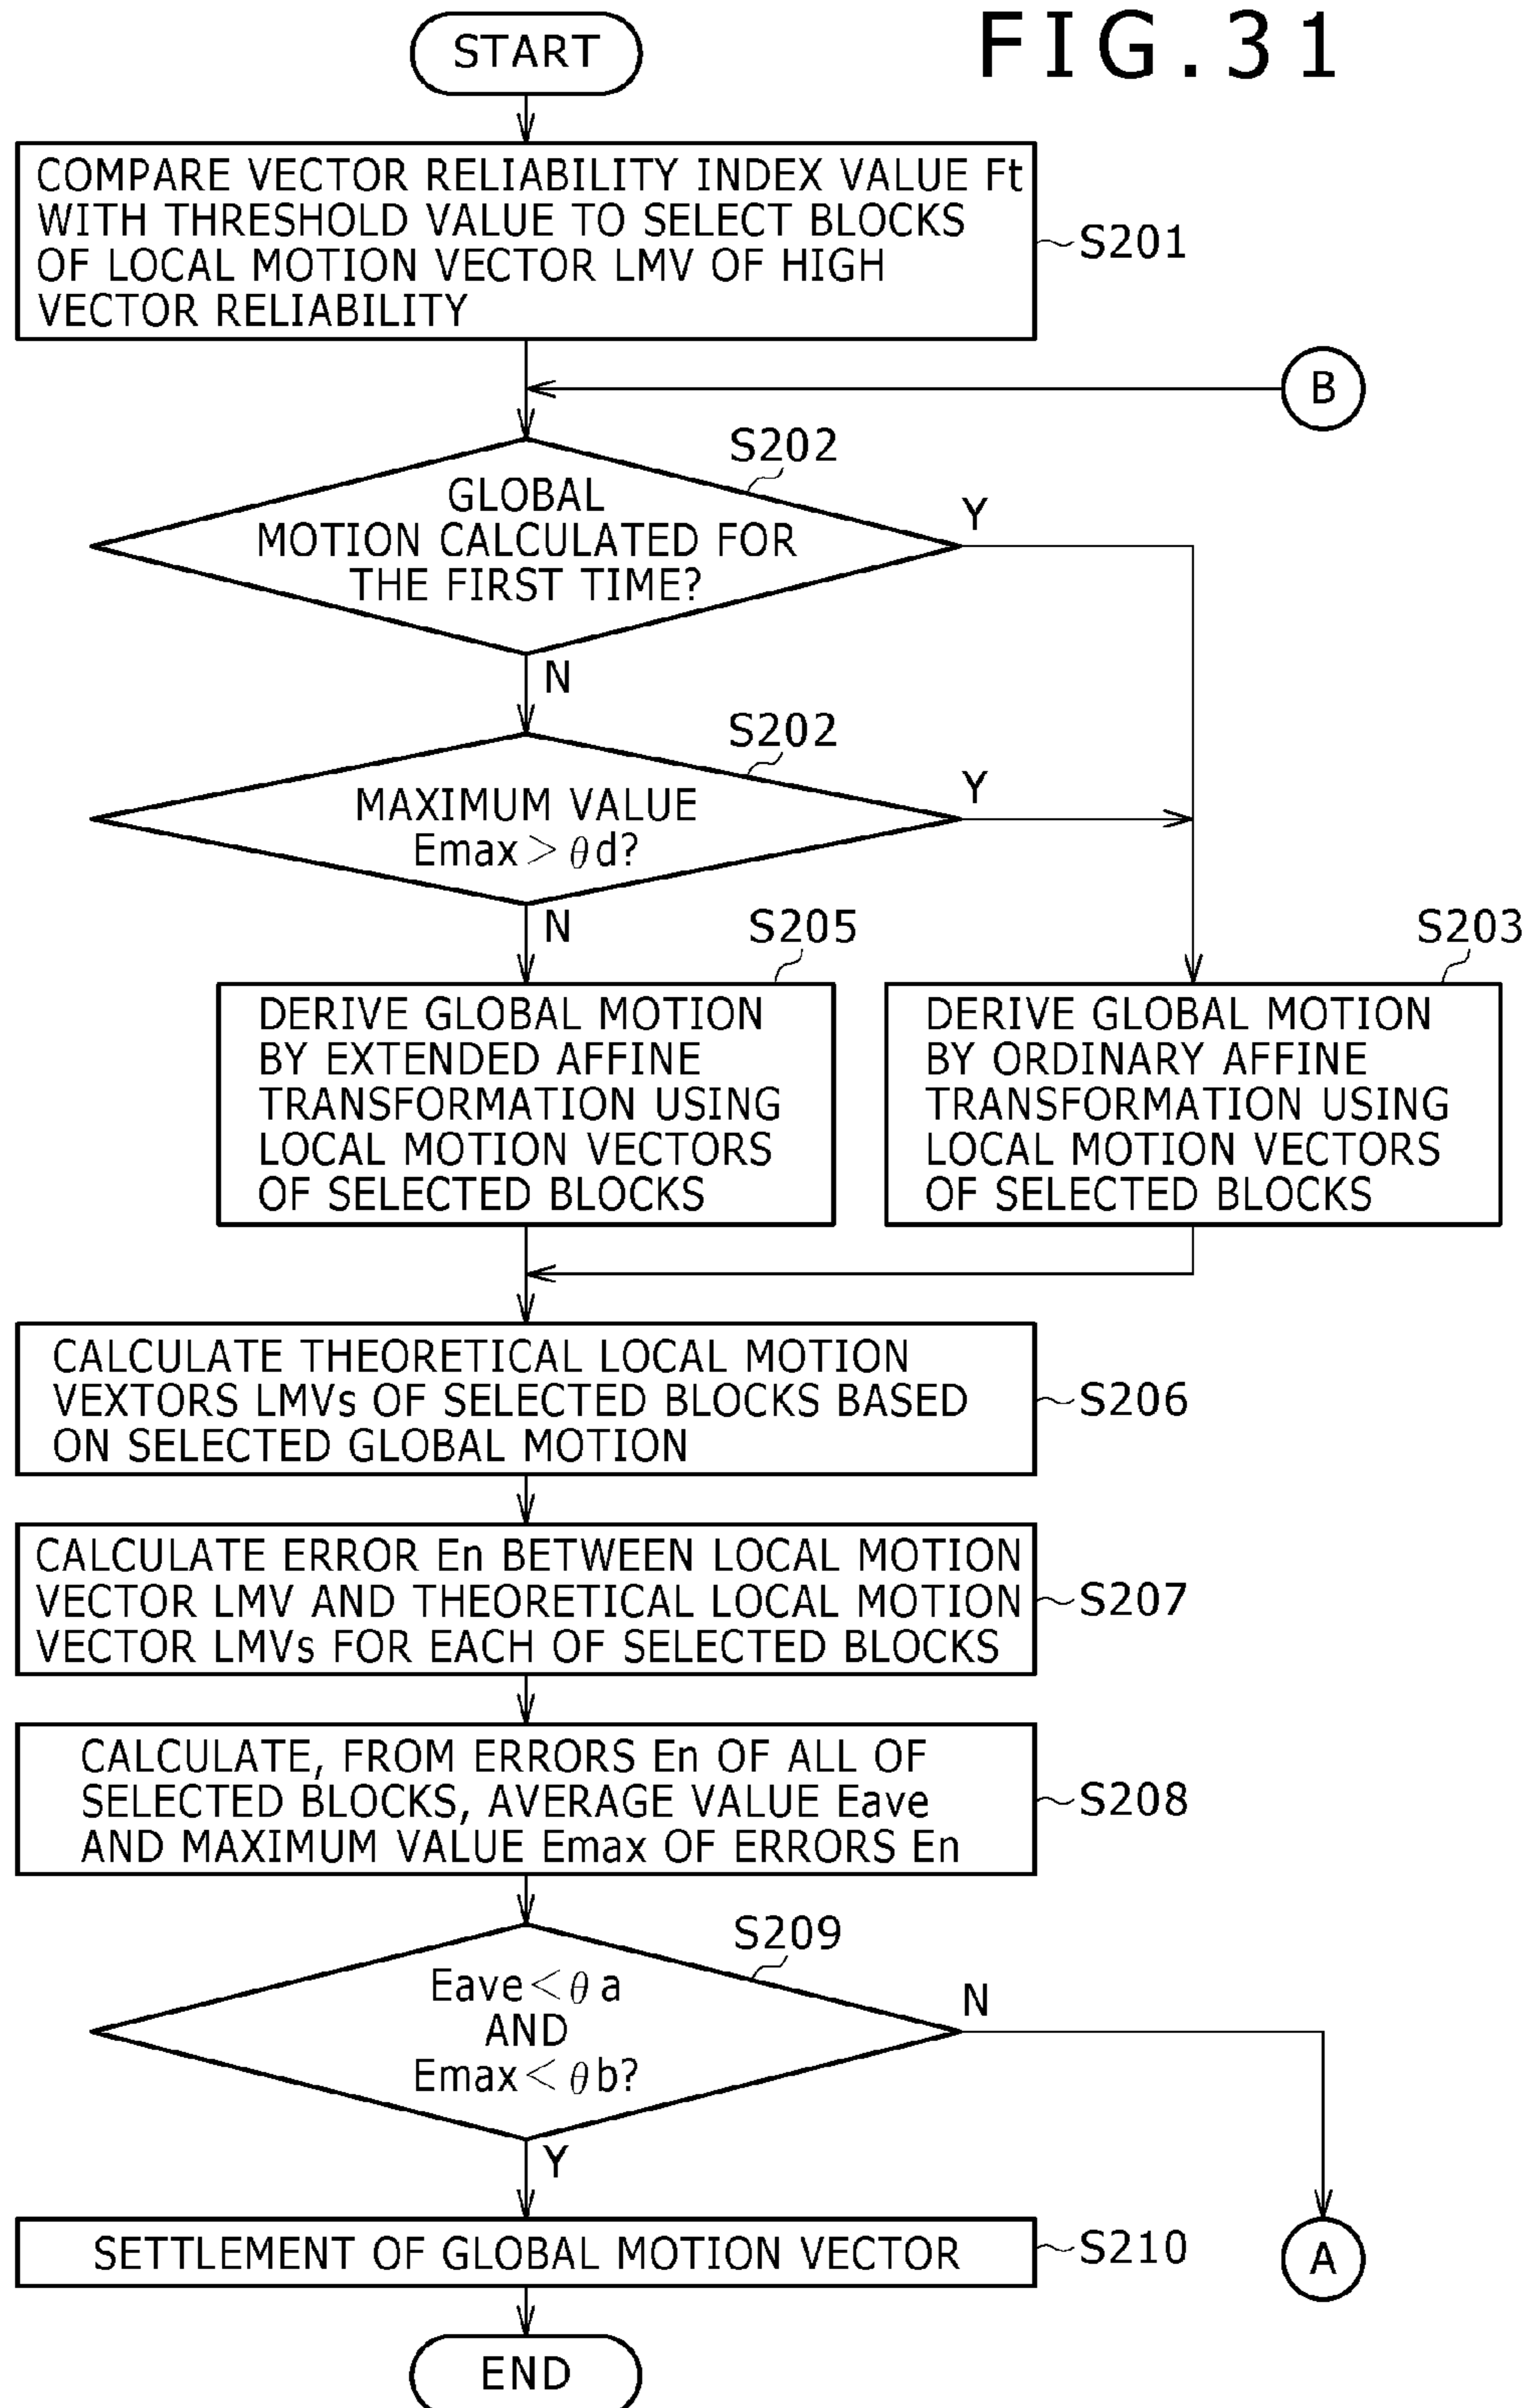 FIG.31
START
COMPARE VECTOR RELIABILITY INDEX VALUE Ft
WITH THRESHOLD VALUE TO SELECT BLOCKS
OF LOCAL MOTION VECTOR LMV OF HIGH
VECTOR RELIABILITY
S201
B
S202
GLOBAL
MOTION CALCULATED FOR
THE FIRST TIME?
Y
N
S202
MAXIMUM VALUE
Emax>θd?
Y
N
S205
DERIVE GLOBAL MOTION
BY EXTENDED AFFINE
TRANSFORMATION USING
LOCAL MOTION VECTORS
OF SELECTED BLOCKS
S203
DERIVE GLOBAL MOTION
BY ORDINARY AFFINE
TRANSFORMATION USING
LOCAL MOTION VECTORS
OF SELECTED BLOCKS
CALCULATE THEORETICAL LOCAL MOTION
VEXTORS LMVs OF SELECTED BLOCKS BASED
ON SELECTED GLOBAL MOTION
S206
CALCULATE ERROR En BETWEEN LOCAL MOTION
VECTOR LMV AND THEORETICAL LOCAL MOTION
VECTOR LMVs FOR EACH OF SELECTED BLOCKS
S207
CALCULATE, FROM ERRORS En OF ALL OF
SELECTED BLOCKS, AVERAGE VALUE Eave
AND MAXIMUM VALUE Emax OF ERRORS En
S208
S209
Eave<θa
AND
Emax<θb?
N
Y
SETTLEMENT OF GLOBAL MOTION VECTOR
S210
A
END